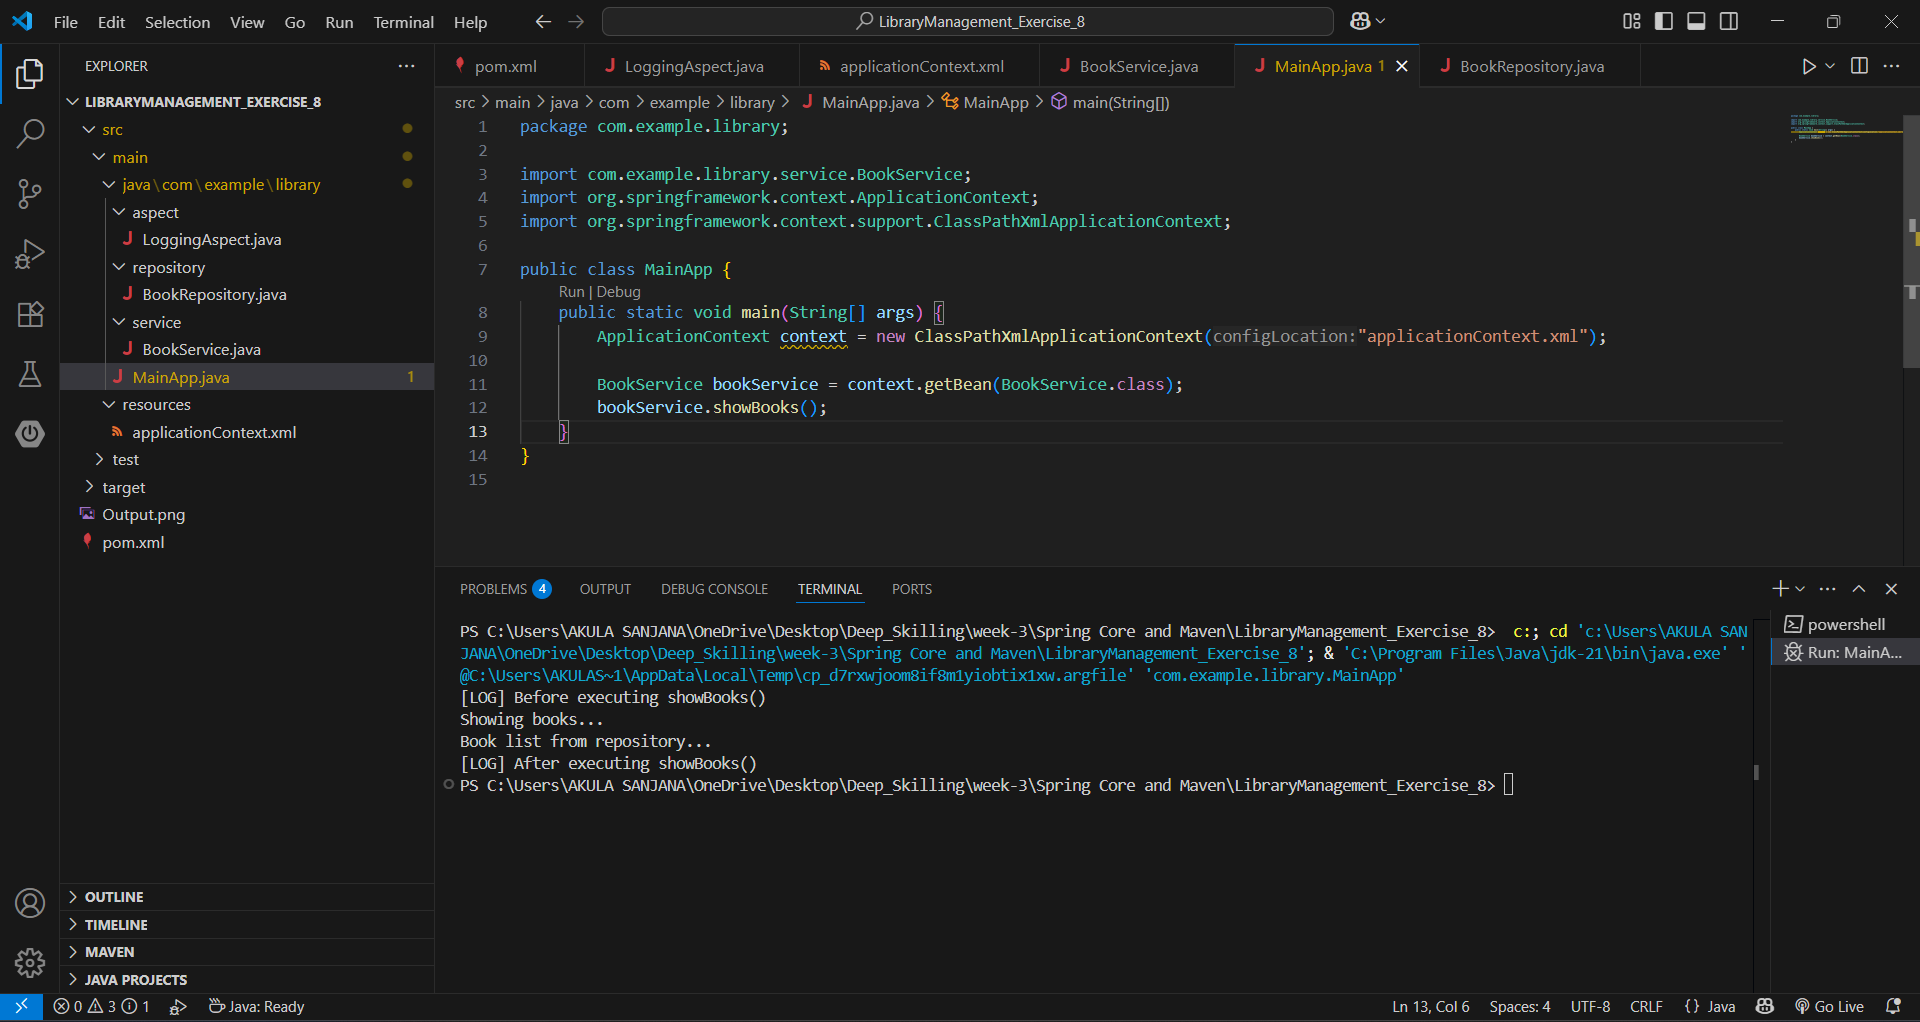 File Edit Selection View Go Run Terminal Help
LibraryManagement_Exercise_8
EXPLORER
LIBRARYMANAGEMENT_EXERCISE_8
src
main
java\com\example\library
aspect
LoggingAspect.java
repository
BookRepository.java
service
BookService.java
MainApp.java 1
resources
applicationContext.xml
test
target
Output.png
pom.xml
OUTLINE
TIMELINE
MAVEN
JAVA PROJECTS
pom.xml LoggingAspect.java applicationContext.xml BookService.java MainApp.java 1 BookRepository.java
src > main > java > com > example > library > MainApp.java > MainApp > main(String[])
1 package com.example.library;
2
3 import com.example.library.service.BookService;
4 import org.springframework.context.ApplicationContext;
5 import org.springframework.context.support.ClassPathXmlApplicationContext;
6
7 public class MainApp {
Run | Debug
8 public static void main(String[] args) {
9 ApplicationContext context = new ClassPathXmlApplicationContext(configLocation:"applicationContext.xml");
10
11 BookService bookService = context.getBean(BookService.class);
12 bookService.showBooks();
13 }
14 }
15
PROBLEMS 4 OUTPUT DEBUG CONSOLE TERMINAL PORTS
PS C:\Users\AKULA SANJANA\OneDrive\Desktop\Deep_Skilling\week-3\Spring Core and Maven\LibraryManagement_Exercise_8> c:; cd 'c:\Users\AKULA SAN
JANA\OneDrive\Desktop\Deep_Skilling\week-3\Spring Core and Maven\LibraryManagement_Exercise_8'; & 'C:\Program Files\Java\jdk-21\bin\java.exe' '
@C:\Users\AKULAS~1\AppData\Local\Temp\cp_d7rxwjoom8if8m1yiobtix1xw.argfile' 'com.example.library.MainApp'
[LOG] Before executing showBooks()
Showing books...
Book list from repository...
[LOG] After executing showBooks()
PS C:\Users\AKULA SANJANA\OneDrive\Desktop\Deep_Skilling\week-3\Spring Core and Maven\LibraryManagement_Exercise_8>
powershell
Run: MainA...
0 3 1 Java: Ready Ln 13, Col 6 Spaces: 4 UTF-8 CRLF {} Java Go Live